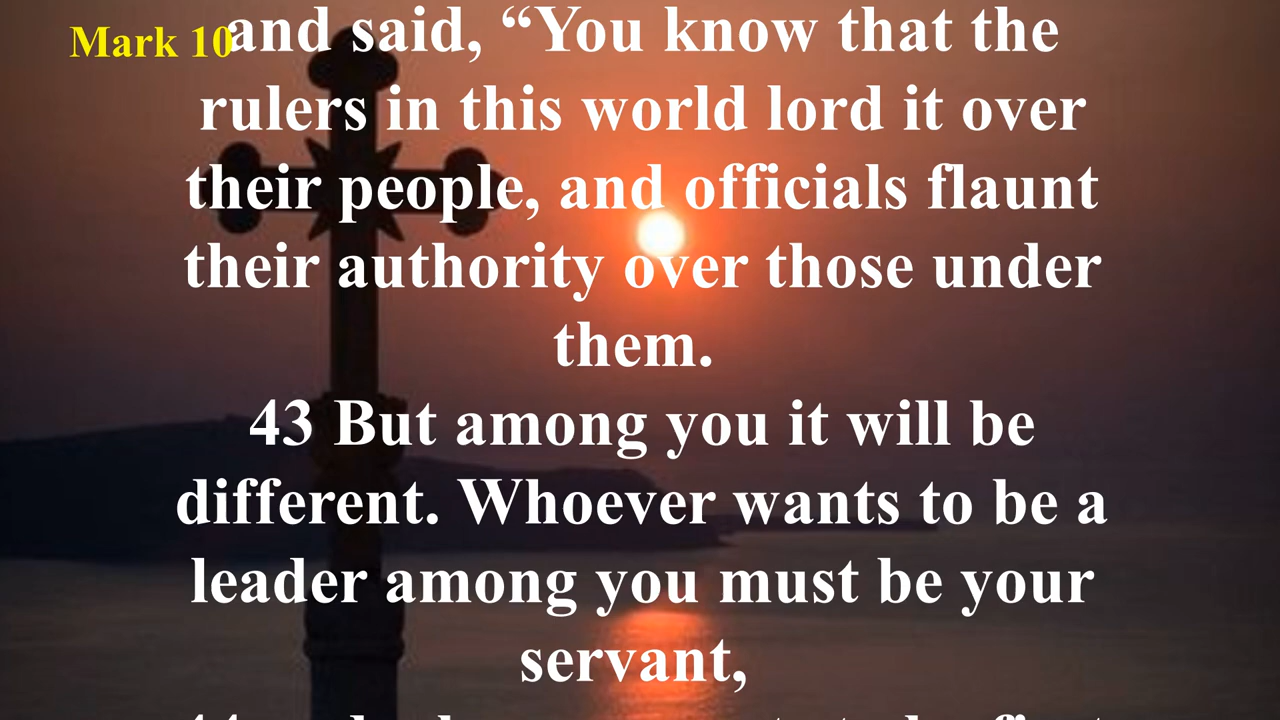 Mark 10
and said, “You know that the
rulers in this world lord it over
their people, and officials flaunt
their authority over those under
them.
43 But among you it will be
different. Whoever wants to be a
leader among you must be your
servant,